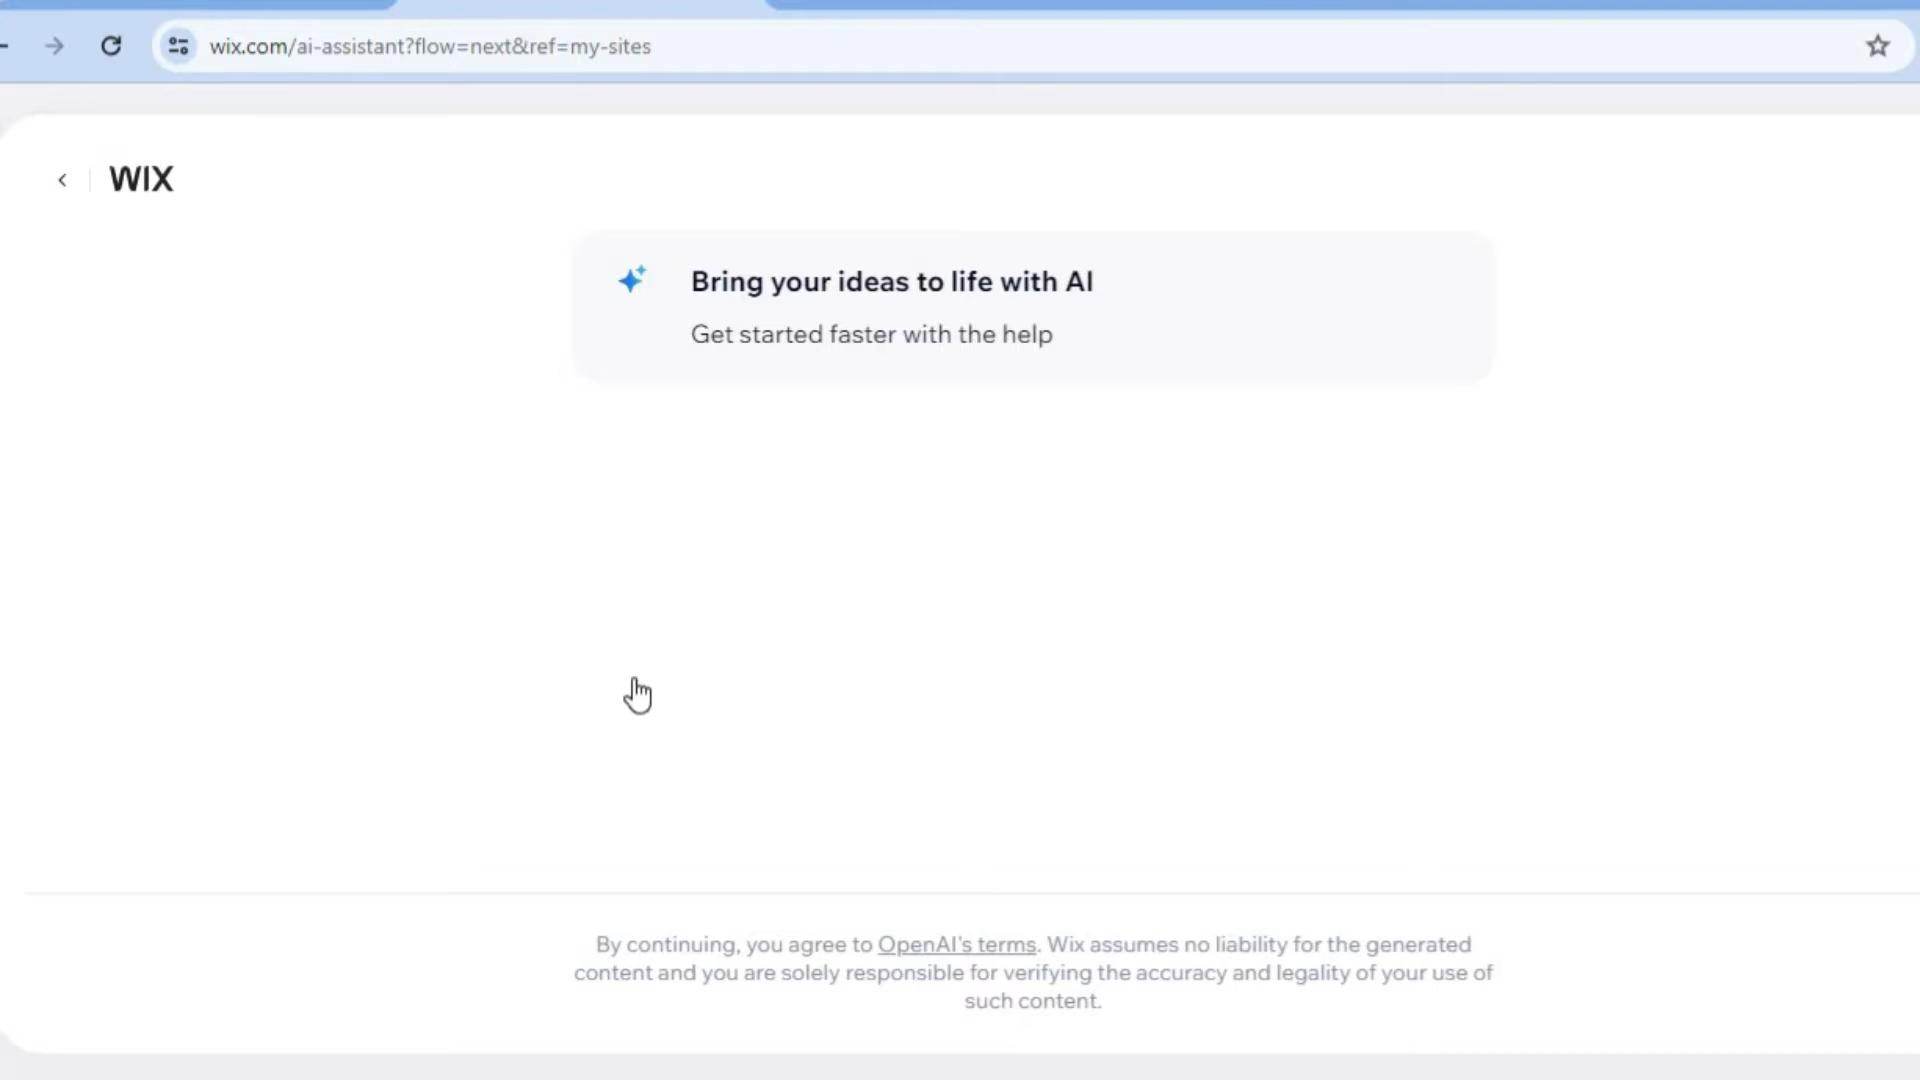 wix.com/ai-assistant?flow=next&ref=my-sites
WIX
Bring your ideas to life with AI
Get started faster with the help
By continuing, you agree to OpenAI's terms. Wix assumes no liability for the generated
content and you are solely responsible for verifying the accuracy and legality of your use of
such content.